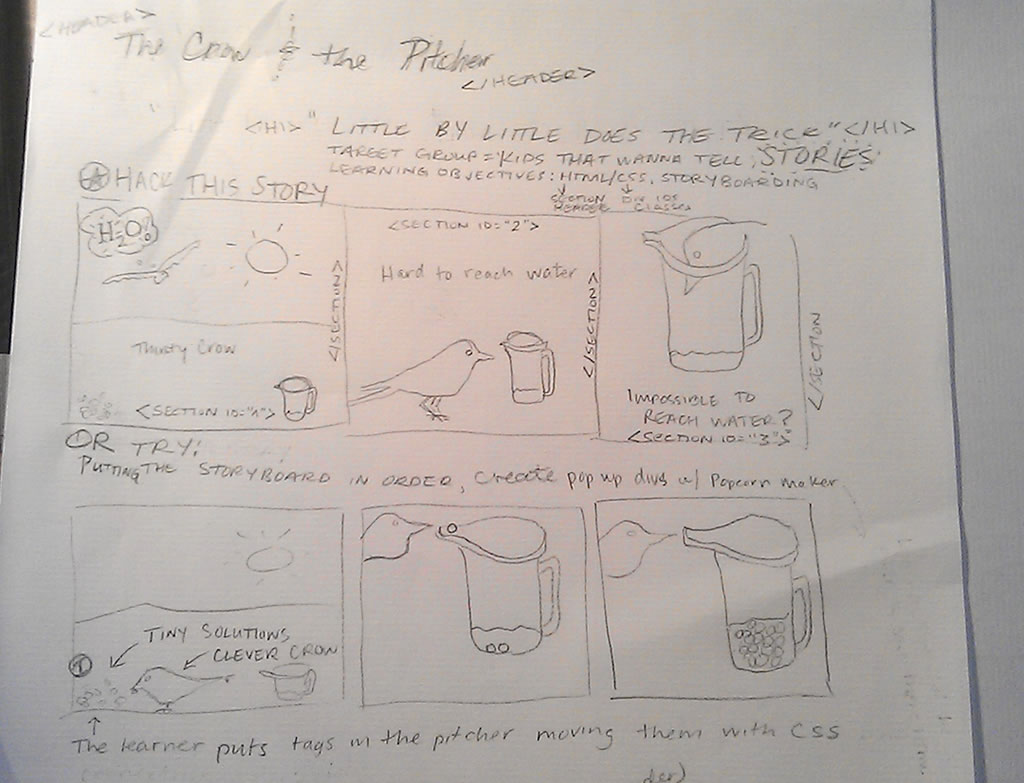 <HEADER>
The Crow & the Pitcher
</HEADER>
<H1>" LITTLE BY LITTLE DOES THE TRICK"</H1>
TARGET GROUP = KIDS THAT WANNA TELL STORIES
LEARNING OBJECTIVES: HTML/CSS, STORYBOARDING
SECTION DIV IDS
HEADER CLASSES
A HACK THIS STORY
H2O!
Thirsty Crow
<SECTION ID="1">
</SECTION>
<SECTION ID="2">
Hard to reach water
</SECTION>
IMPOSSIBLE TO
REACH WATER?
<SECTION ID="3">
</SECTION
OR TRY:
PUTTING THE STORYBOARD IN ORDER, Create pop up divs w/ Popcorn maker
TINY SOLUTIONS
CLEVER CROW
The learner puts tags in the pitcher moving them with CSS